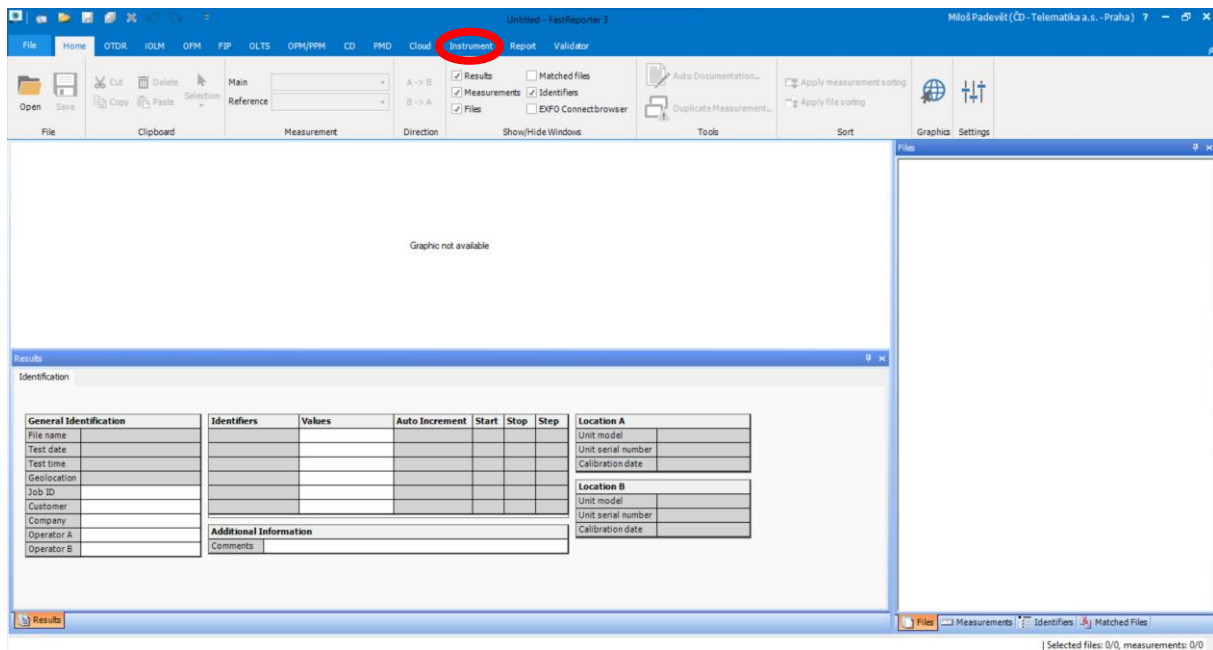 Untitled - FastReporter 3
Miloš Padevět (ČD - Telematika a.s. - Praha) ?
File Home OTDR iOLM OFM FIP OLTS OPM/PPM CD PMD Cloud Instrument Report Validator
Open
Save
File
Cut
Copy
Delete
Paste
Selection
Clipboard
Main
Reference
Measurement
A -> B
B -> A
Direction
Results
Measurements
Files
Matched files
Identifiers
EXFO Connect browser
Show/Hide Windows
Auto Documentation...
Duplicate Measurement...
Tools
Apply measurement sorting
Apply file sorting
Sort
Graphics
Settings
Files
Graphic not available
Results
Identification
General Identification
File name
Test date
Test time
Geolocation
Job ID
Customer
Company
Operator A
Operator B
Identifiers Values Auto Increment Start Stop Step
Additional Information
Comments
Location A
Unit model
Unit serial number
Calibration date
Location B
Unit model
Unit serial number
Calibration date
Results
Files Measurements Identifiers Matched Files
Selected files: 0/0, measurements: 0/0